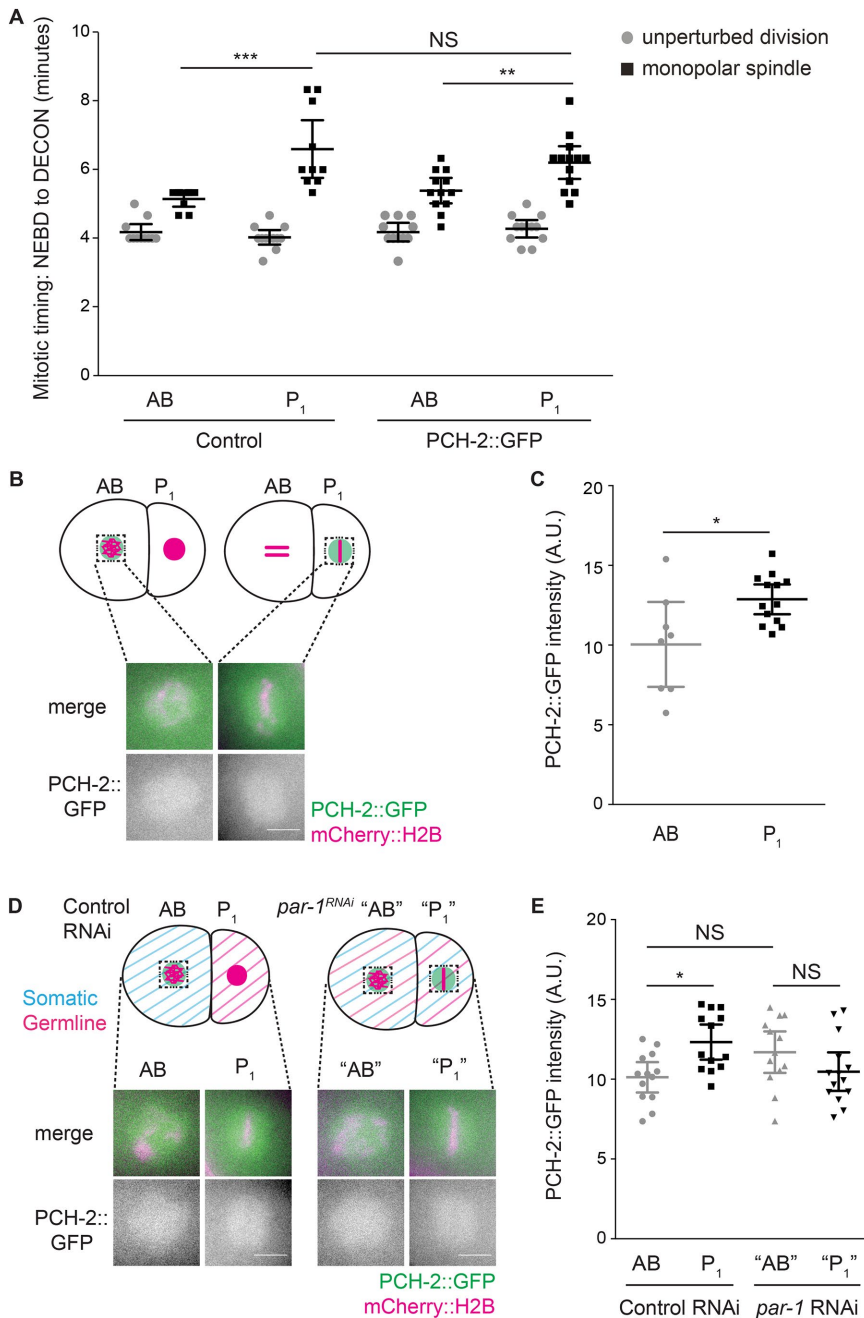 A
Mitotic timing: NEBD to DECON (minutes)
10
8
6
4
2
0
***
NS
**
unperturbed division
monopolar spindle
AB
P1
AB
P1
Control
PCH-2::GFP
B
AB
P1
AB
P1
merge
PCH-2::
GFP
PCH-2::GFP
mCherry::H2B
C
PCH-2::GFP intensity (A.U.)
20
15
10
5
0
*
AB
P1
D
Control
RNAi
AB
P1
par-1RNAi
“AB”
“P1”
Somatic
Germline
AB
P1
“AB”
“P1”
merge
PCH-2::
GFP
PCH-2::GFP
mCherry::H2B
E
PCH-2::GFP intensity (A.U.)
20
15
10
5
0
NS
*
NS
AB
P1
“AB”
“P1”
Control RNAi
par-1 RNAi